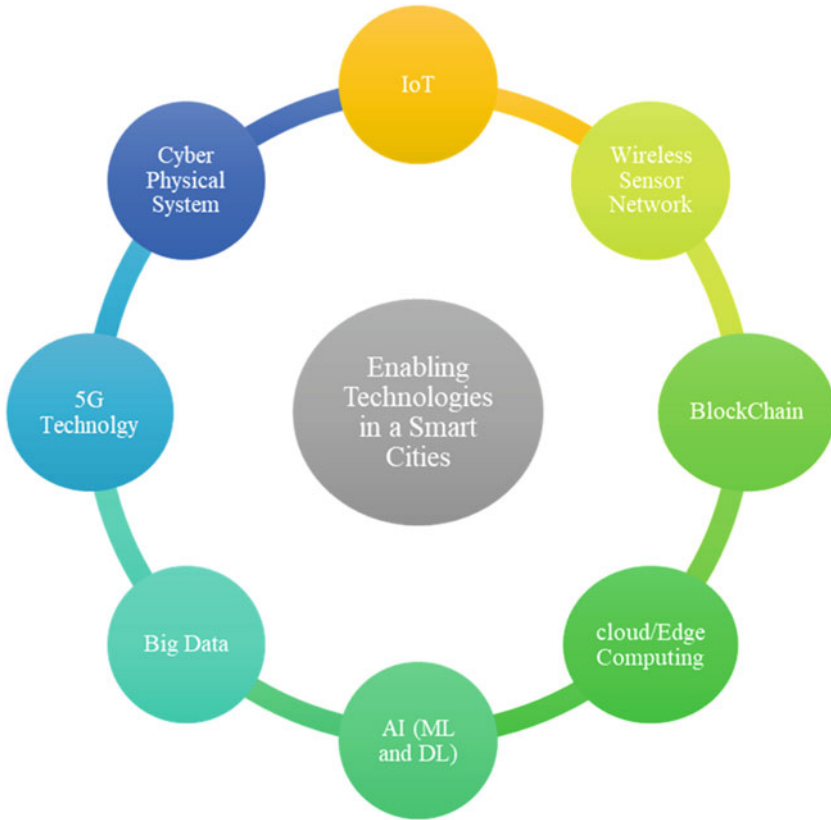 IoT
Wireless
Sensor
Network
BlockChain
cloud/Edge
Computing
AI (ML
and DL)
Big Data
5G
Technolgy
Cyber
Physical
System
Enabling
Technologies
in a Smart
Cities